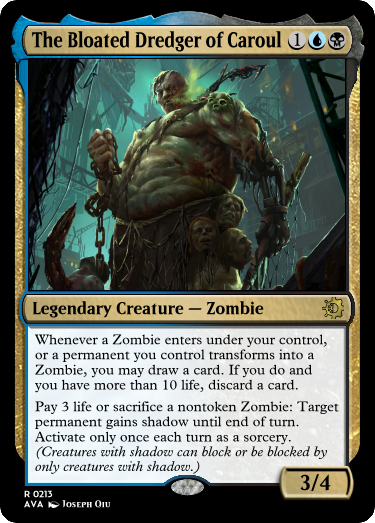 The Bloated Dredger of Caroul 1
Legendary Creature — Zombie
Whenever a Zombie enters under your control,
or a permanent you control transforms into a
Zombie, you may draw a card. If you do and
you have more than 10 life, discard a card.
Pay 3 life or sacrifice a nontoken Zombie: Target
permanent gains shadow until end of turn.
Activate only once each turn as a sorcery.
(Creatures with shadow can block or be blocked by
only creatures with shadow.)
3/4
R 0213
AVA Joseph Qiu